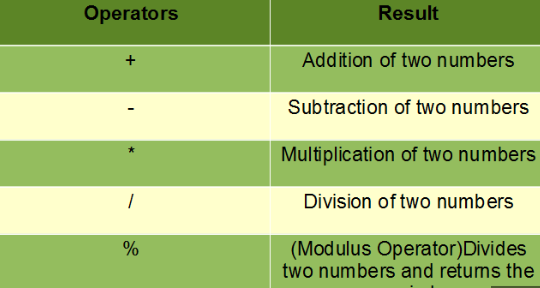 Operators Result
+ Addition of two numbers
- Subtraction of two numbers
* Multiplication of two numbers
/ Division of two numbers
% (Modulus Operator)Divides
two numbers and returns the